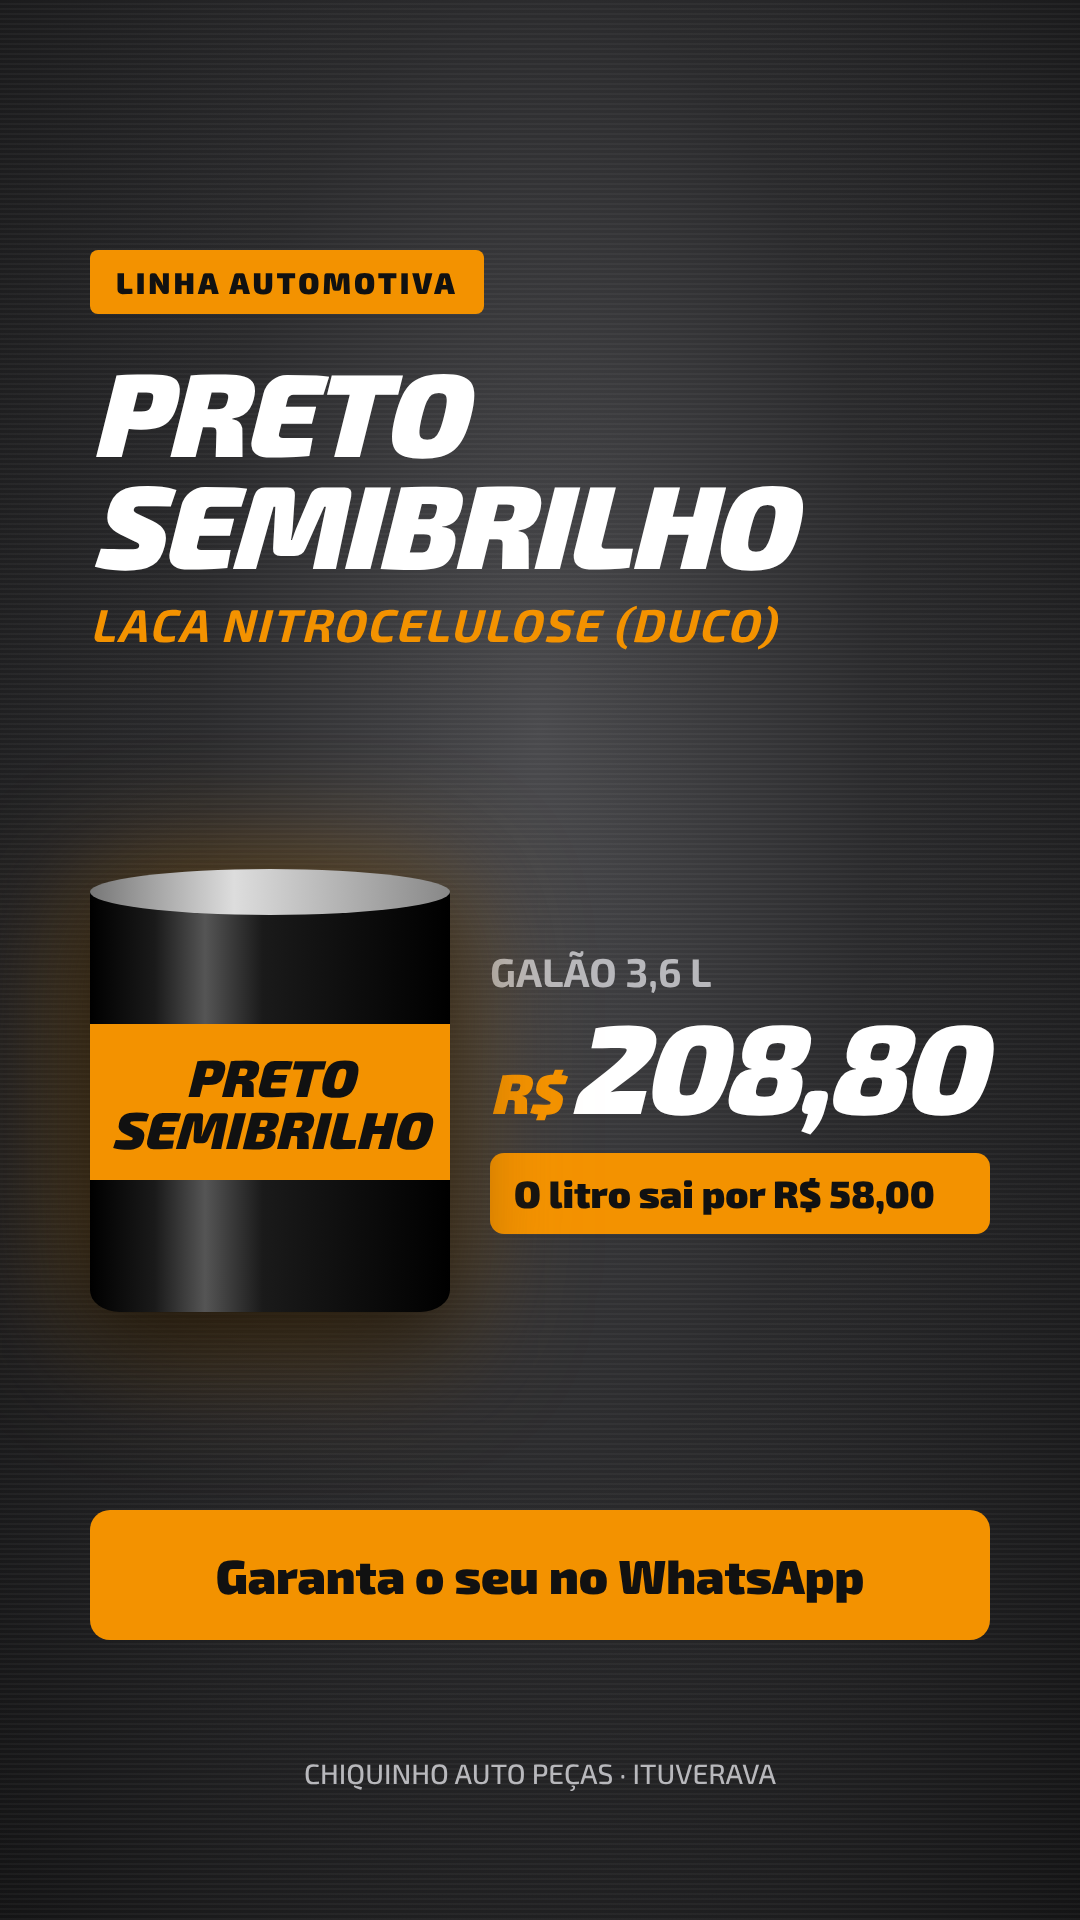 LINHA AUTOMOTIVA
PRETO
SEMIBRILHO
LACA NITROCELULOSE (DUCO)
PRETO
SEMIBRILHO
GALÃO 3,6 L
R$ 208,80
O litro sai por R$ 58,00
Garanta o seu no WhatsApp
CHIQUINHO AUTO PEÇAS · ITUVERAVA